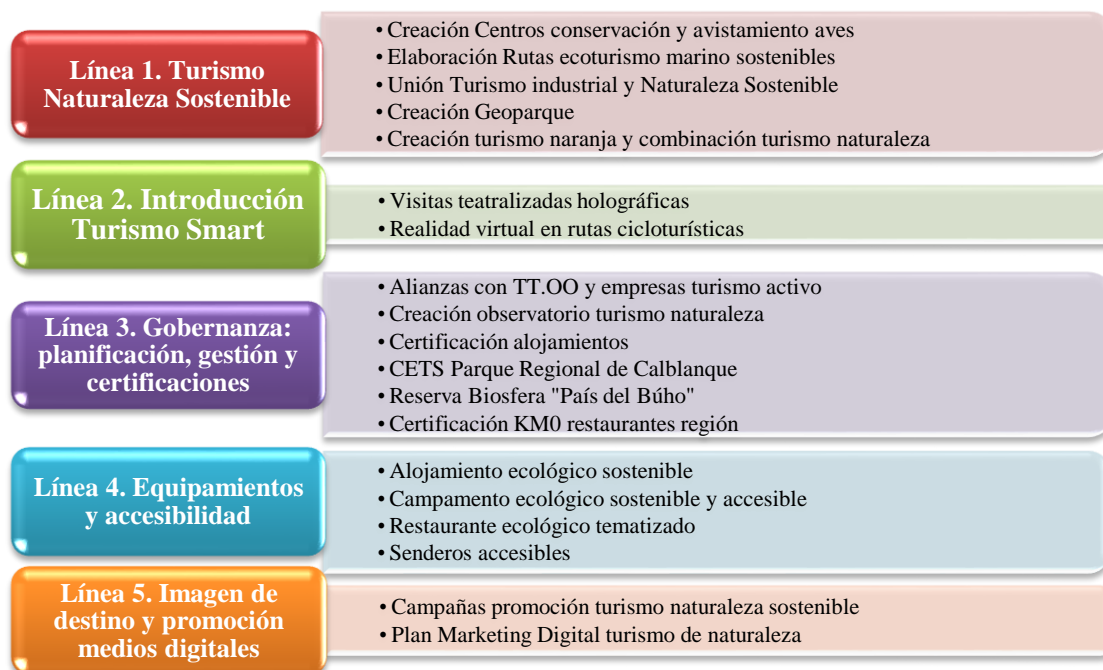 Línea 1. Turismo
Naturaleza Sostenible
• Creación Centros conservación y avistamiento aves
• Elaboración Rutas ecoturismo marino sostenibles
• Unión Turismo industrial y Naturaleza Sostenible
• Creación Geoparque
• Creación turismo naranja y combinación turismo naturaleza
Línea 2. Introducción
Turismo Smart
• Visitas teatralizadas holográficas
• Realidad virtual en rutas cicloturísticas
Línea 3. Gobernanza:
planificación, gestión y
certificaciones
• Alianzas con TT.OO y empresas turismo activo
• Creación observatorio turismo naturaleza
• Certificación alojamientos
• CETS Parque Regional de Calblanque
• Reserva Biosfera "País del Búho"
• Certificación KM0 restaurantes región
Línea 4. Equipamientos
y accesibilidad
• Alojamiento ecológico sostenible
• Campamento ecológico sostenible y accesible
• Restaurante ecológico tematizado
• Senderos accesibles
Línea 5. Imagen de
destino y promoción
medios digitales
• Campañas promoción turismo naturaleza sostenible
• Plan Marketing Digital turismo de naturaleza